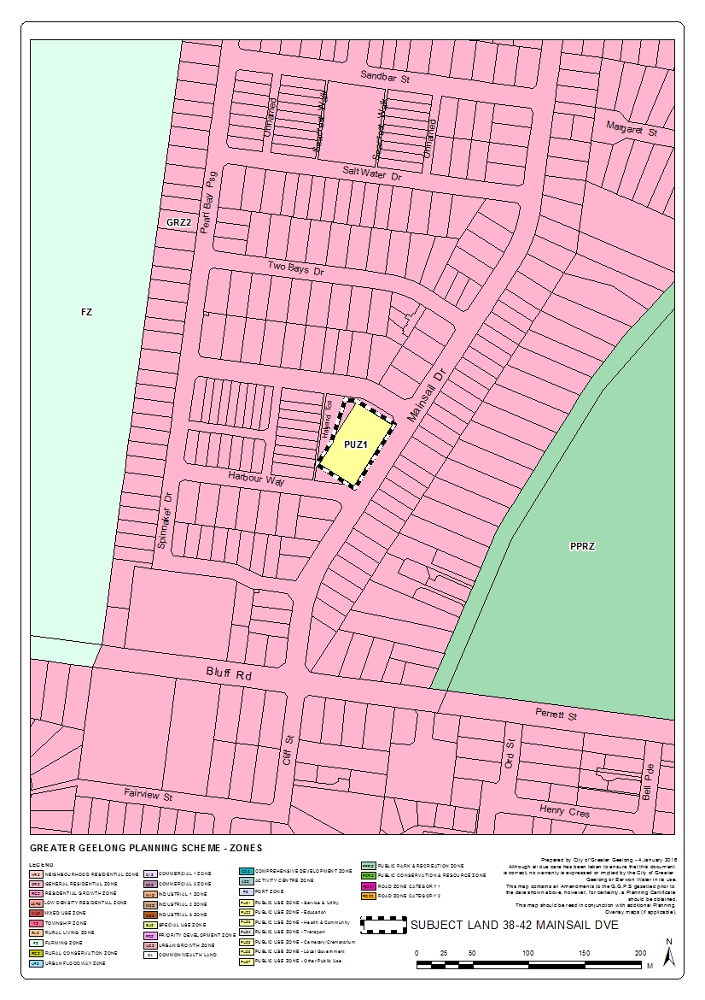 Sandbar St
Margaret St
Unnamed
Seacrest Walk
Seacrest Walk
Unnamed
Salt Water Dr
Pearl Bay Psg
GRZ2
Two Bays Dr
FZ
Mainsail Dr
Halyard Tce
PUZ1
Harbour Way
Spinnaker Dr
PPRZ
Bluff Rd
Perrett St
Cliff St
Ord St
Bell Pde
Fairview St
Henry Cres
GREATER GEELONG PLANNING SCHEME - ZONES
LEGEND
NEIGHBOURHOOD RESIDENTIAL ZONE
GENERAL RESIDENTIAL ZONE
RESIDENTIAL GROWTH ZONE
LOW DENSITY RESIDENTIAL ZONE
MIXED USE ZONE
TOWNSHIP ZONE
RURAL LIVING ZONE
FARMING ZONE
RURAL CONSERVATION ZONE
URBAN FLOODWAY ZONE
COMMERCIAL 1 ZONE
COMMERCIAL 2 ZONE
INDUSTRIAL 1 ZONE
INDUSTRIAL 2 ZONE
INDUSTRIAL 3 ZONE
SPECIAL USE ZONE
PRIORITY DEVELOPMENT ZONE
URBAN GROWTH ZONE
COMMONWEALTH LAND
COMPREHENSIVE DEVELOPMENT ZONE
ACTIVITY CENTRE ZONE
PORT ZONE
PUBLIC USE ZONE - Service & Utility
PUBLIC USE ZONE - Education
PUBLIC USE ZONE - Health & Community
PUBLIC USE ZONE - Transport
PUBLIC USE ZONE - Cemetery/Crematorium
PUBLIC USE ZONE - Local Government
PUBLIC USE ZONE - Other Public Use
PUBLIC PARK & RECREATION ZONE
PUBLIC CONSERVATION & RESOURCE ZONE
ROAD ZONE CATEGORY 1
ROAD ZONE CATEGORY 2
Prepared by City of Greater Geelong - 4 January 2016
Although all due care has been taken to ensure that this document
is correct, no warranty is expressed or implied by the City of Greater
Geelong or Barwon Water in its use.
This map contains all Amendments to the G.G.P.S gazetted prior to
the date shown above, however, for certainty, a Planning Certificate
should be obtained.
This map should be read in conjunction with additional Planning
Overlay maps (if applicable).
SUBJECT LAND 38-42 MAINSAIL DVE
0 25 50 100 150 200
M
N